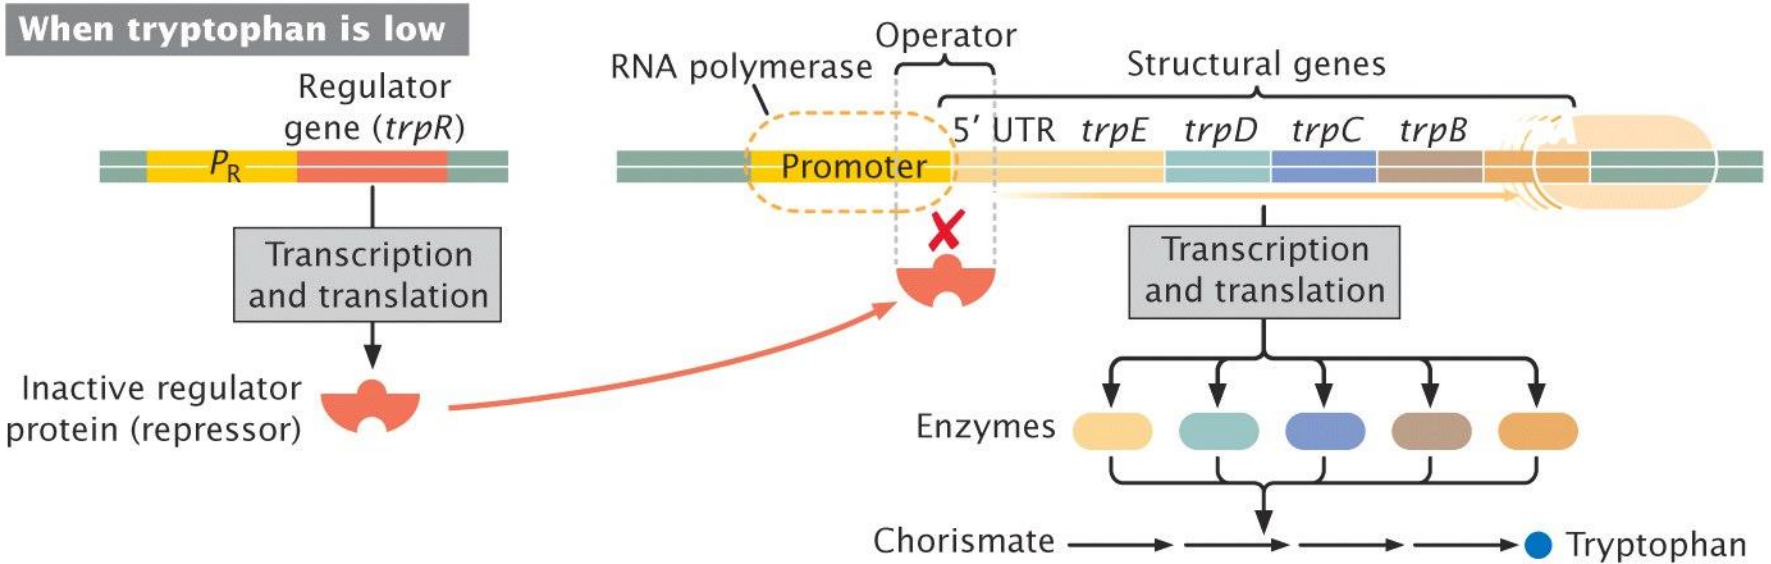 When tryptophan is low
Regulator
gene (trpR)
PR
Transcription
and translation
Inactive regulator
protein (repressor)
Operator
RNA polymerase
Structural genes
5′ UTR trpE trpD trpC trpB
Promoter
Transcription
and translation
Enzymes
Chorismate
Tryptophan